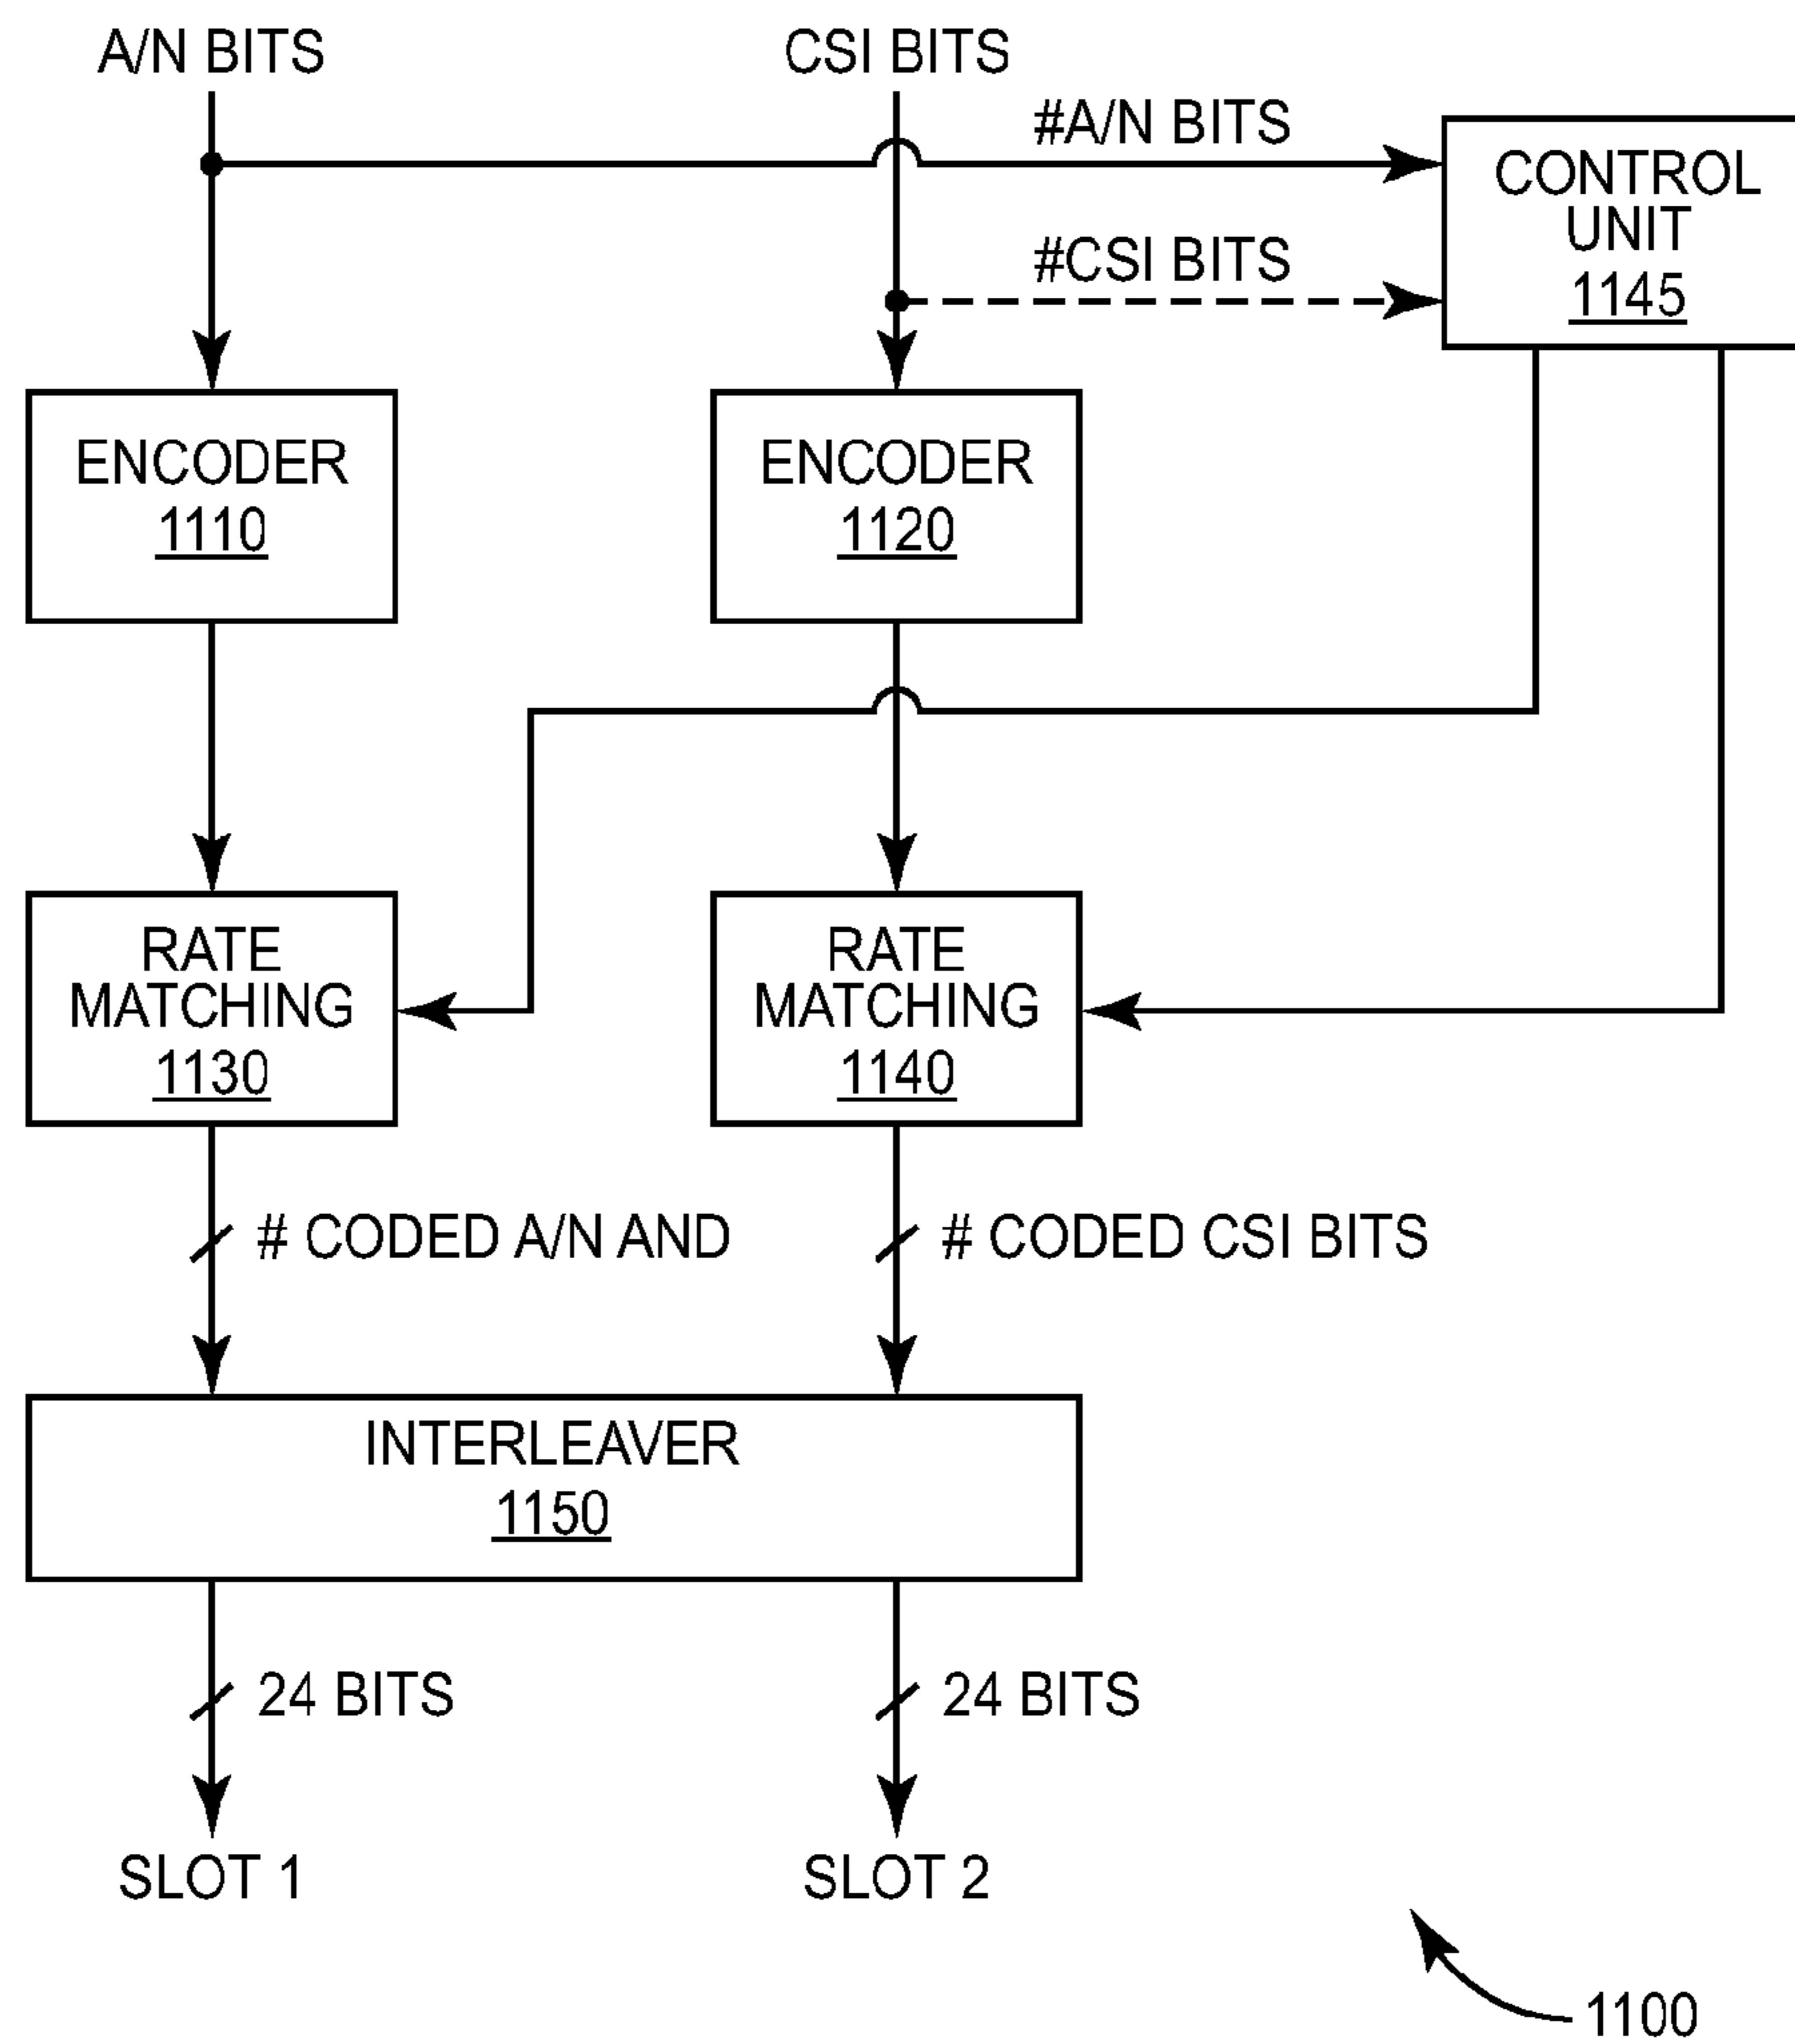 A/N BITS
CSI BITS
#A/N BITS
CONTROL
UNIT
1145
#CSI BITS
ENCODER
1110
ENCODER
1120
RATE
MATCHING
1130
RATE
MATCHING
1140
# CODED A/N AND
# CODED CSI BITS
INTERLEAVER
1150
24 BITS
24 BITS
SLOT 1
SLOT 2
1100